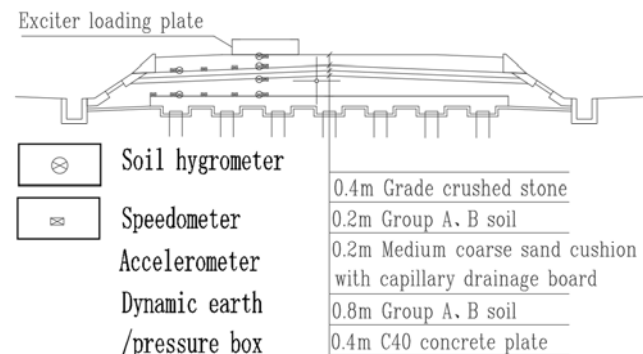 Exciter loading plate
Soil hygrometer
Speedometer
Accelerometer
Dynamic earth
/pressure box
0.4m Grade crushed stone
0.2m Group A、B soil
0.2m Medium coarse sand cushion
with capillary drainage board
0.8m Group A、B soil
0.4m C40 concrete plate